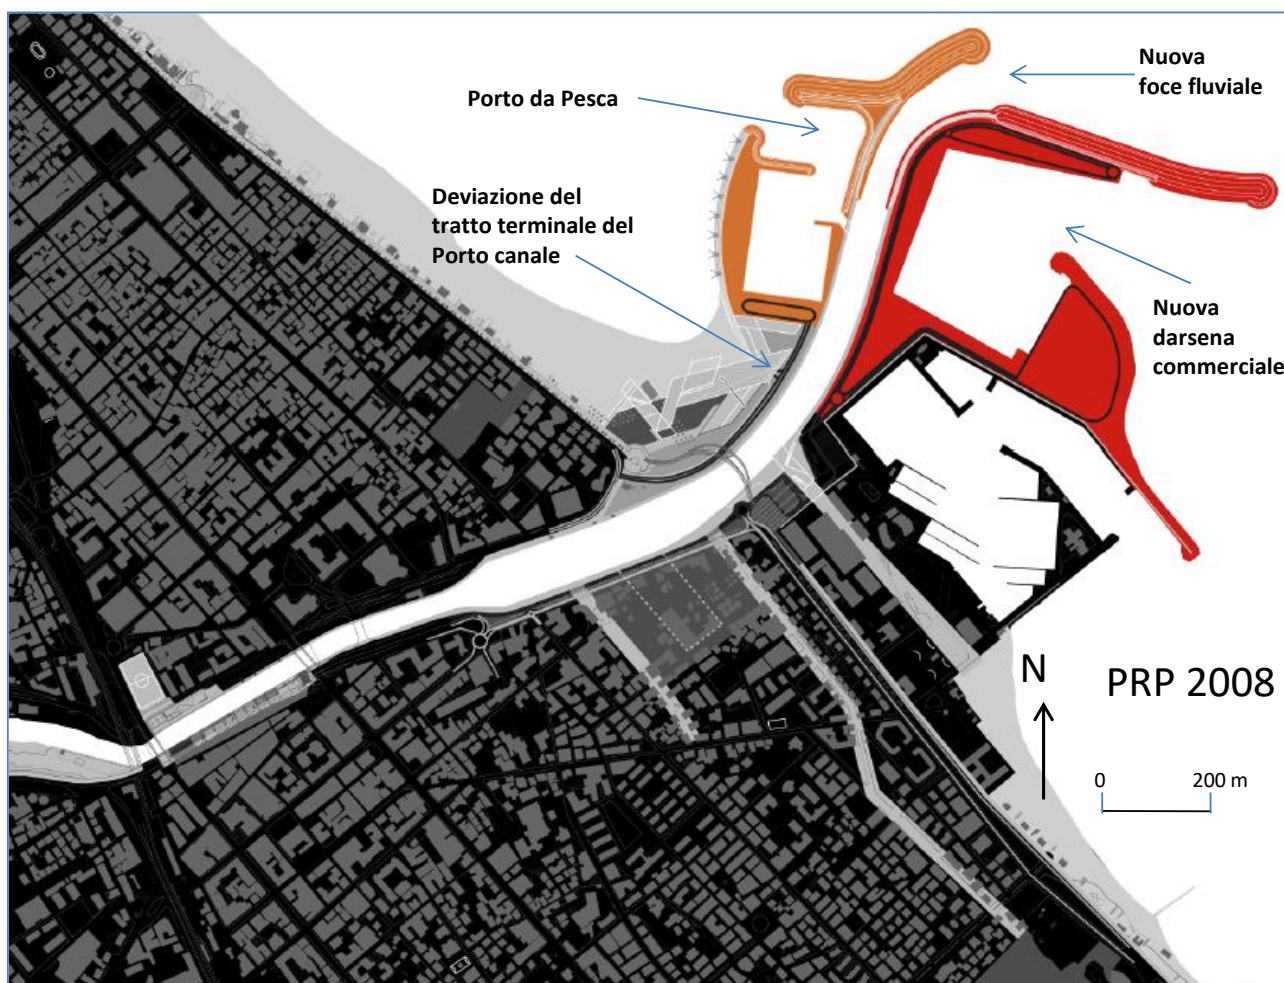 Nuova
foce fluviale
Porto da Pesca
Deviazione del
tratto terminale del
Porto canale
Nuova
darsena
commerciale
N
PRP 2008
0 200 m